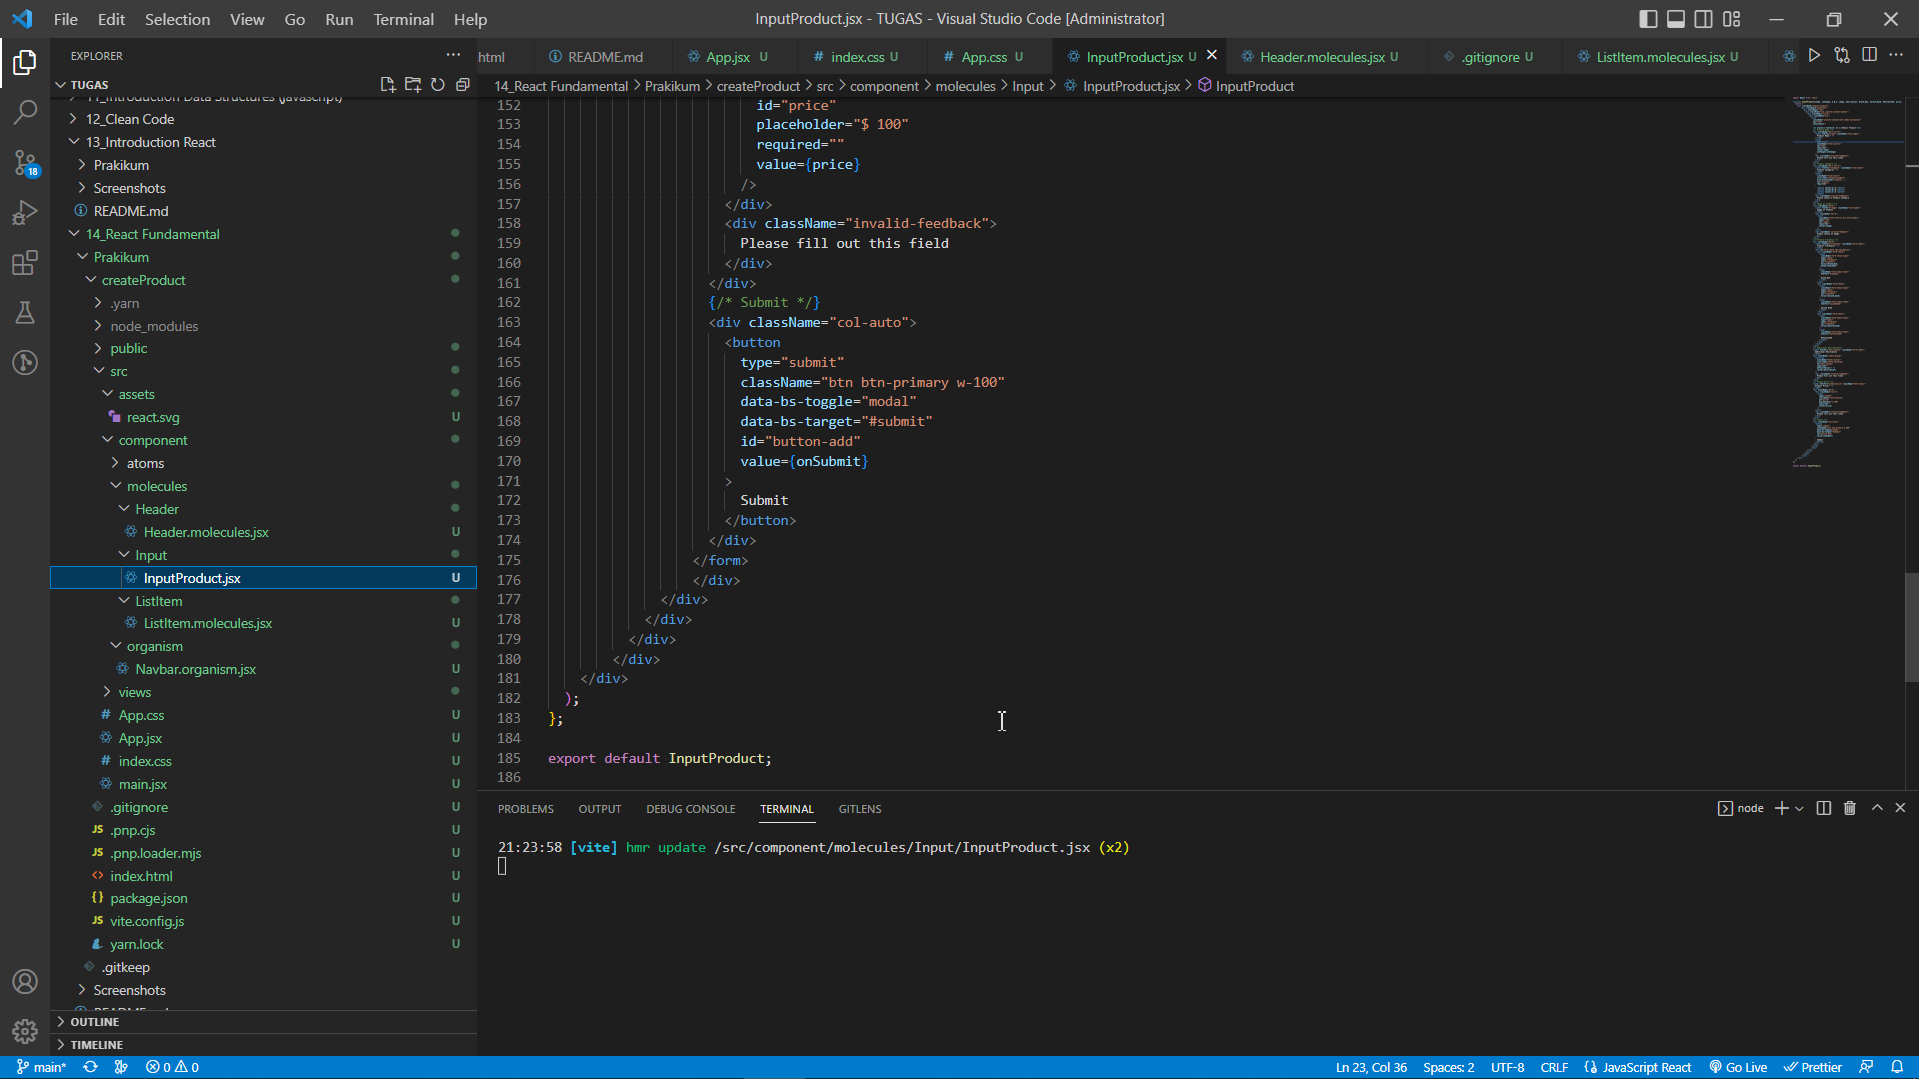 File Edit Selection View Go Run Terminal Help
InputProduct.jsx - TUGAS - Visual Studio Code [Administrator]
EXPLORER
html
README.md
App.jsx U
# index.css U
# App.css U
InputProduct.jsx U
Header.molecules.jsx U
.gitignore U
ListItem.molecules.jsx U
14_React Fundamental > Prakikum > createProduct > src > component > molecules > Input > InputProduct.jsx > InputProduct
TUGAS
11_Introduction Data Structures (javascript)
12_Clean Code
13_Introduction React
Prakikum
Screenshots
README.md
14_React Fundamental
Prakikum
createProduct
.yarn
node_modules
public
src
assets
react.svg U
component
atoms
molecules
Header
Header.molecules.jsx U
Input
InputProduct.jsx U
ListItem
ListItem.molecules.jsx U
organism
Navbar.organism.jsx U
views
# App.css U
App.jsx U
# index.css U
main.jsx U
.gitignore U
JS .pnp.cjs U
JS .pnp.loader.mjs U
<> index.html U
{} package.json U
JS vite.config.js U
yarn.lock U
.gitkeep
Screenshots
OUTLINE
TIMELINE
18
152 id="price"
153 placeholder="$ 100"
154 required=""
155 value={price}
156 />
157 </div>
158 <div className="invalid-feedback">
159 Please fill out this field
160 </div>
161 </div>
162 {/* Submit */}
163 <div className="col-auto">
164 <button
165 type="submit"
166 className="btn btn-primary w-100"
167 data-bs-toggle="modal"
168 data-bs-target="#submit"
169 id="button-add"
170 value={onSubmit}
171 >
172 Submit
173 </button>
174 </div>
175 </form>
176 </div>
177 </div>
178 </div>
179 </div>
180 </div>
181 </div>
182 );
183 };
184
185 export default InputProduct;
186
PROBLEMS OUTPUT DEBUG CONSOLE TERMINAL GITLENS
node
21:23:58 [vite] hmr update /src/component/molecules/Input/InputProduct.jsx (x2)
main* 0 0
Ln 23, Col 36 Spaces: 2 UTF-8 CRLF {} JavaScript React Go Live Prettier